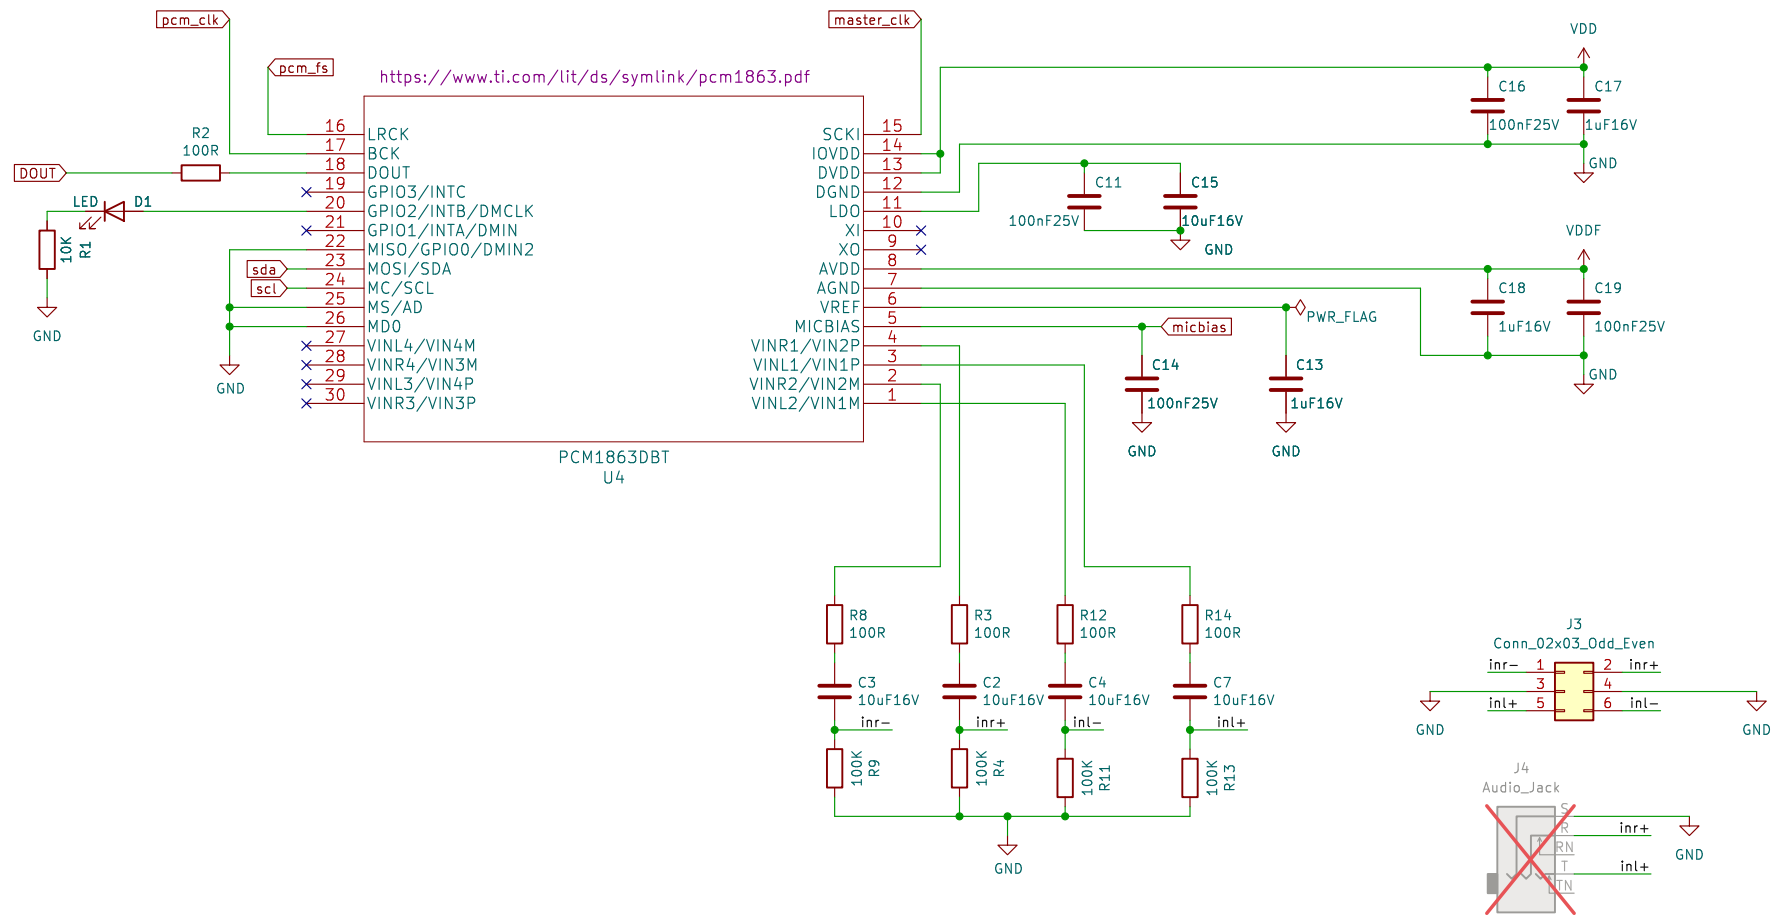 pcm_clk
master_clk
VDD
pcm_fs
https://www.ti.com/lit/ds/symlink/pcm1863.pdf
C16
100nF25V
C17
1uF16V
GND
R2
100R
DOUT
LED
D1
10K
R1
GND
sda
scl
GND
16
17
18
19
20
21
22
23
24
25
26
27
28
29
30
LRCK
BCK
DOUT
GPIO3/INTC
GPIO2/INTB/DMCLK
GPIO1/INTA/DMIN
MISO/GPIO0/DMIN2
MOSI/SDA
MC/SCL
MS/AD
MD0
VINL4/VIN4M
VINR4/VIN3M
VINL3/VIN4P
VINR3/VIN3P
SCKI
IOVDD
DVDD
DGND
LDO
XI
XO
AVDD
AGND
VREF
MICBIAS
VINR1/VIN2P
VINL1/VIN1P
VINR2/VIN2M
VINL2/VIN1M
15
14
13
12
11
10
9
8
7
6
5
4
3
2
1
PCM1863DBT
U4
C11
100nF25V
C15
10uF16V
GND
VDDF
C18
1uF16V
C19
100nF25V
GND
PWR_FLAG
micbias
C14
100nF25V
GND
C13
1uF16V
GND
R8
100R
R3
100R
R12
100R
R14
100R
C3
10uF16V
C2
10uF16V
C4
10uF16V
C7
10uF16V
inr-
inr+
inl-
inl+
100K
R9
100K
R4
100K
R11
100K
R13
GND
J3
Conn_02x03_Odd_Even
inr-
1
2
inr+
3
4
inl+
5
6
inl-
GND
GND
J4
Audio_Jack
S
R
inr+
RN
T
inl+
TN
GND